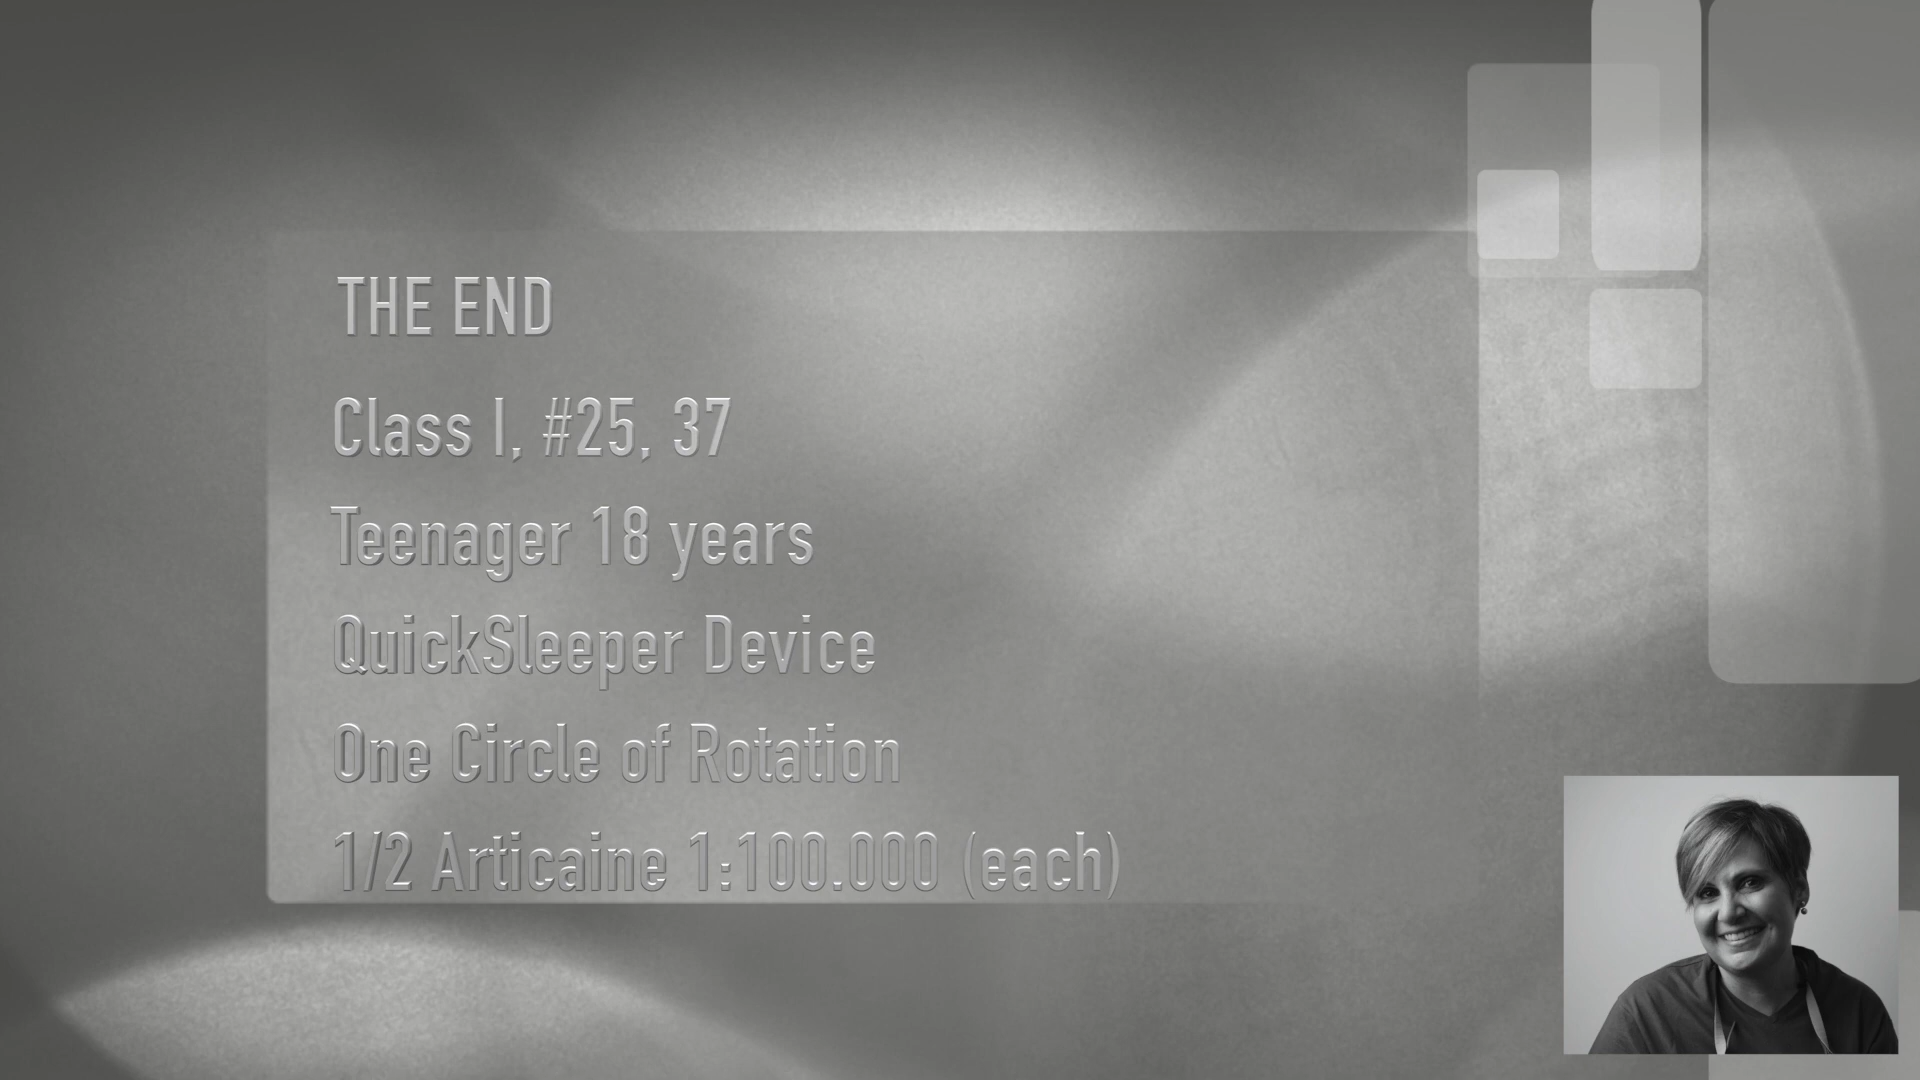 THE END
Class I, #25, 37
Teenager 18 years
QuickSleeper Device
One Circle of Rotation
1/2 Articaine 1:100.000 (each)